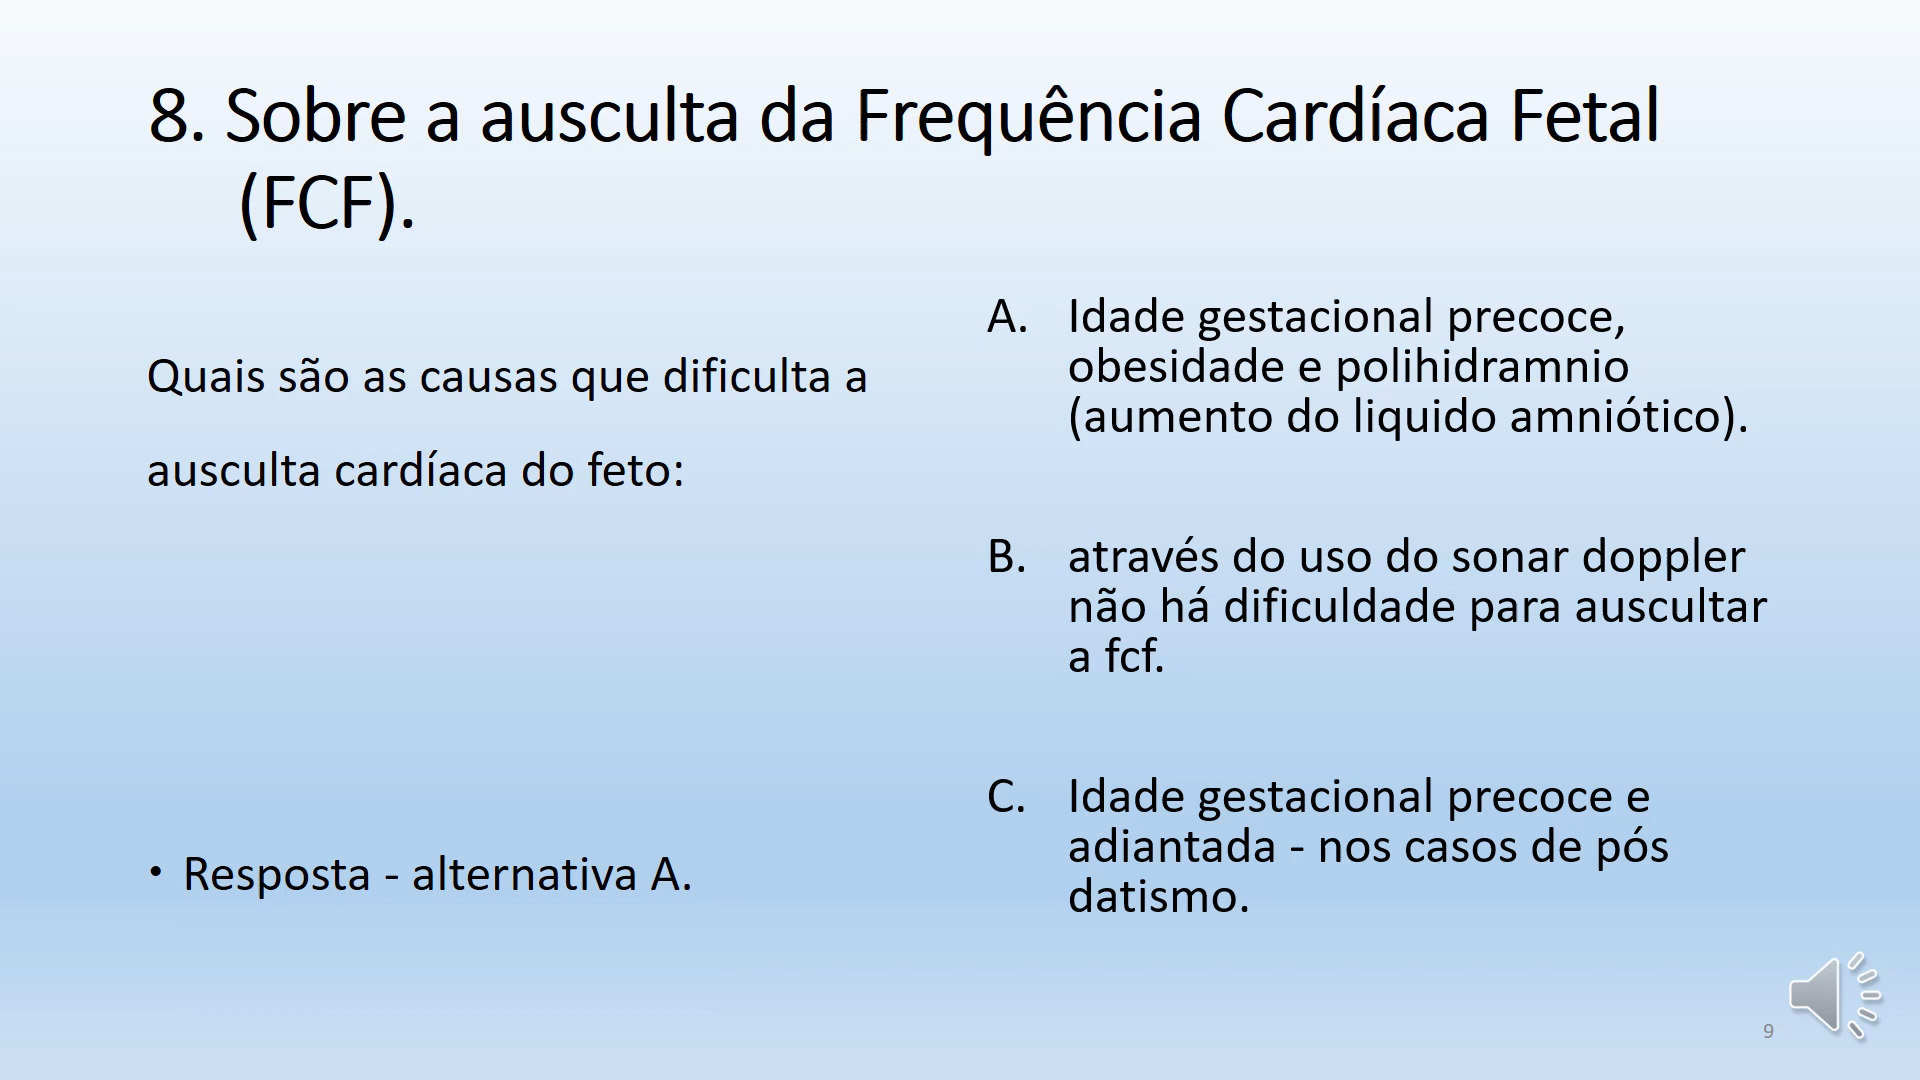 8. Sobre a ausculta da Frequência Cardíaca Fetal
(FCF).
Quais são as causas que dificulta a
ausculta cardíaca do feto:
• Resposta - alternativa A.
A. Idade gestacional precoce,
obesidade e polihidramnio
(aumento do liquido amniótico).
B. através do uso do sonar doppler
não há dificuldade para auscultar
a fcf.
C. Idade gestacional precoce e
adiantada - nos casos de pós
datismo.
9